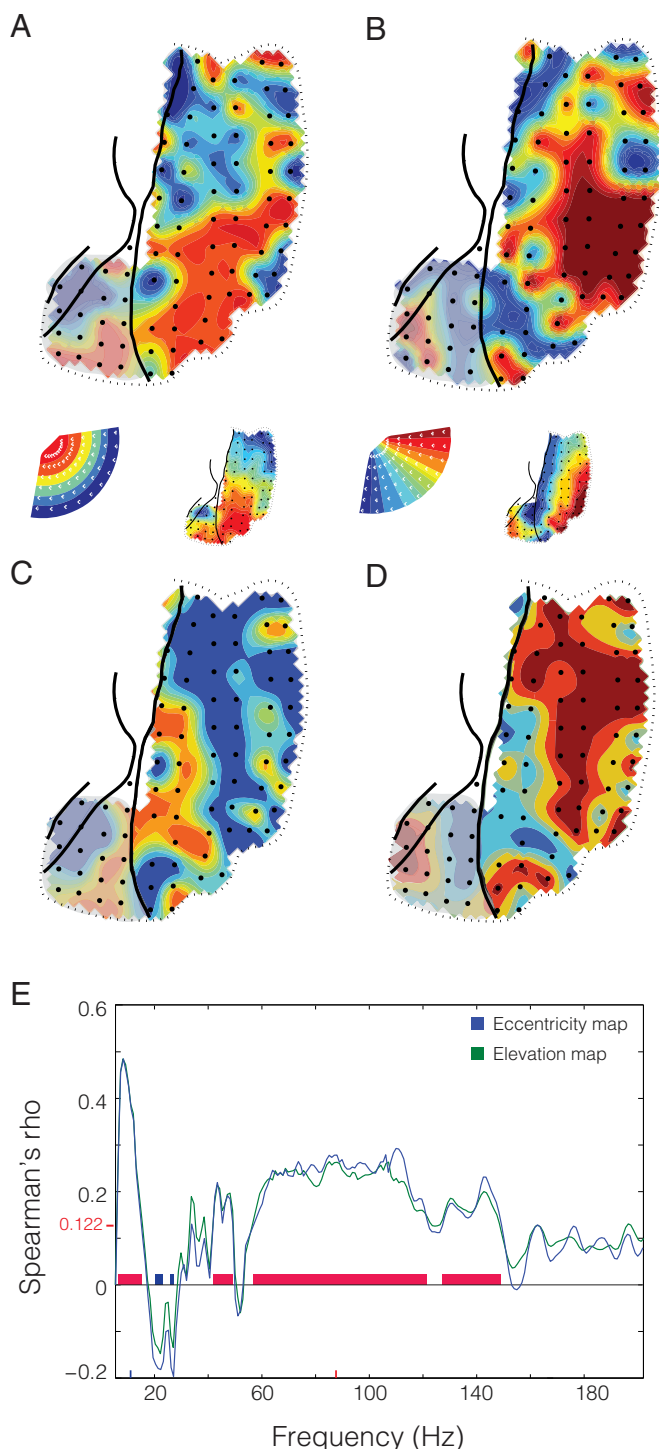 A
B
C
D
E
0.6
Eccentricity map
Elevation map
0.4
Spearman's rho
0.2
0.122
0
−0.2
20
60
100
140
180
Frequency (Hz)